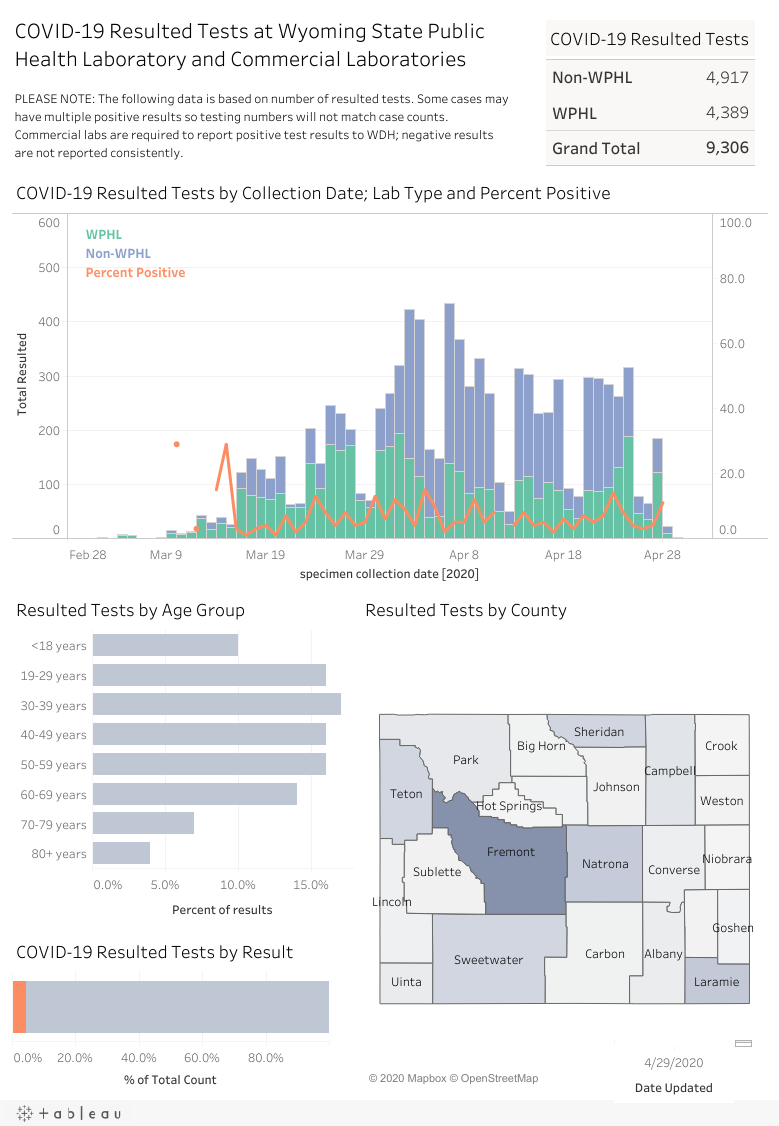 COVID-19 Resulted Tests at Wyoming State Public
Health Laboratory and Commercial Laboratories
PLEASE NOTE: The following data is based on number of resulted tests. Some cases may
have multiple positive results so testing numbers will not match case counts.
Commercial labs are required to report positive test results to WDH; negative results
are not reported consistently.
COVID-19 Resulted Tests
Non-WPHL 4,917
WPHL 4,389
Grand Total 9,306
COVID-19 Resulted Tests by Collection Date; Lab Type and Percent Positive
WPHL
Non-WPHL
Percent Positive
Total Resulted
600
500
400
300
200
100
0
100.0
80.0
60.0
40.0
20.0
0.0
Feb 28 Mar 9 Mar 19 Mar 29 Apr 8 Apr 18 Apr 28
specimen collection date [2020]
Resulted Tests by Age Group
<18 years
19-29 years
30-39 years
40-49 years
50-59 years
60-69 years
70-79 years
80+ years
0.0% 5.0% 10.0% 15.0%
Percent of results
Resulted Tests by County
Sheridan
Big Horn
Crook
Park
Campbell
Johnson
Teton
Weston
Hot Springs
Fremont
Niobrara
Natrona
Converse
Sublette
Lincoln
Goshen
Carbon
Albany
Sweetwater
Uinta
Laramie
COVID-19 Resulted Tests by Result
0.0% 20.0% 40.0% 60.0% 80.0%
% of Total Count
© 2020 Mapbox © OpenStreetMap
4/29/2020
Date Updated
tableau